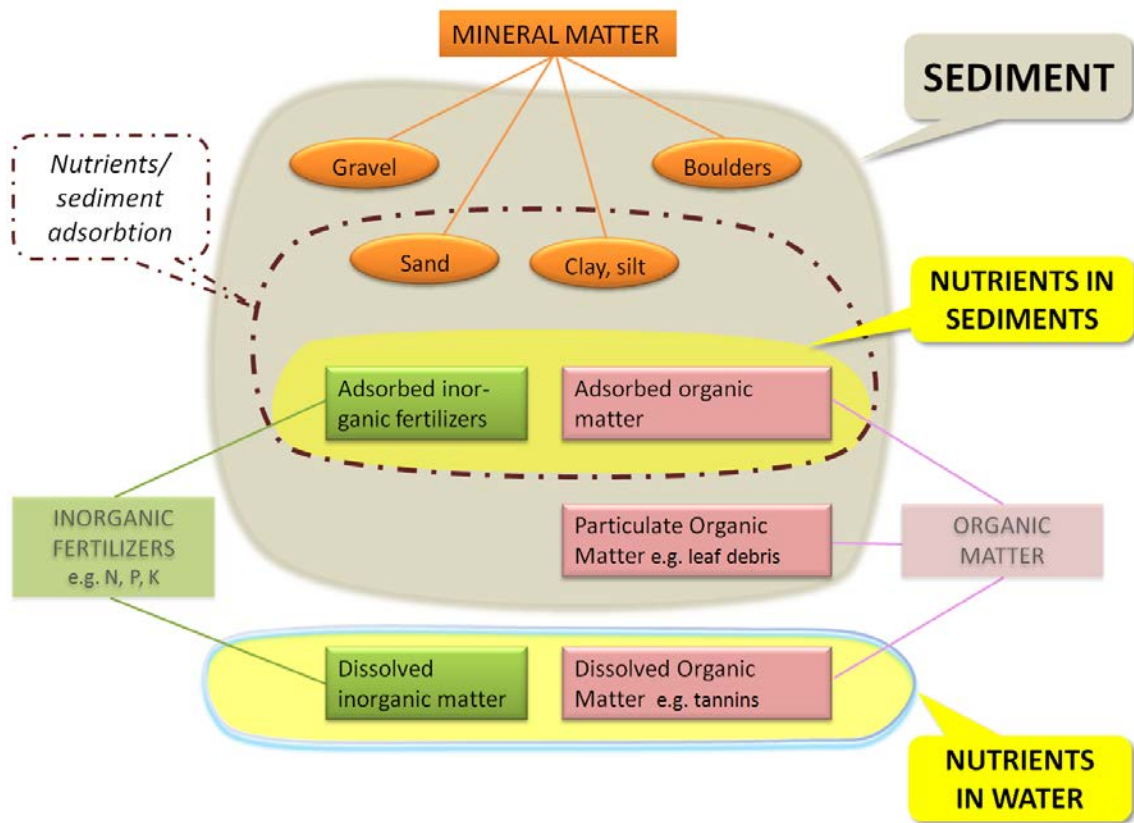 MINERAL MATTER
SEDIMENT
Nutrients/
sediment
adsorbtion
Gravel
Boulders
Sand
Clay, silt
NUTRIENTS IN
SEDIMENTS
Adsorbed inor-
ganic fertilizers
Adsorbed organic
matter
INORGANIC
FERTILIZERS
e.g. N, P, K
Particulate Organic
Matter e.g. leaf debris
ORGANIC
MATTER
Dissolved
inorganic matter
Dissolved Organic
Matter e.g. tannins
NUTRIENTS
IN WATER